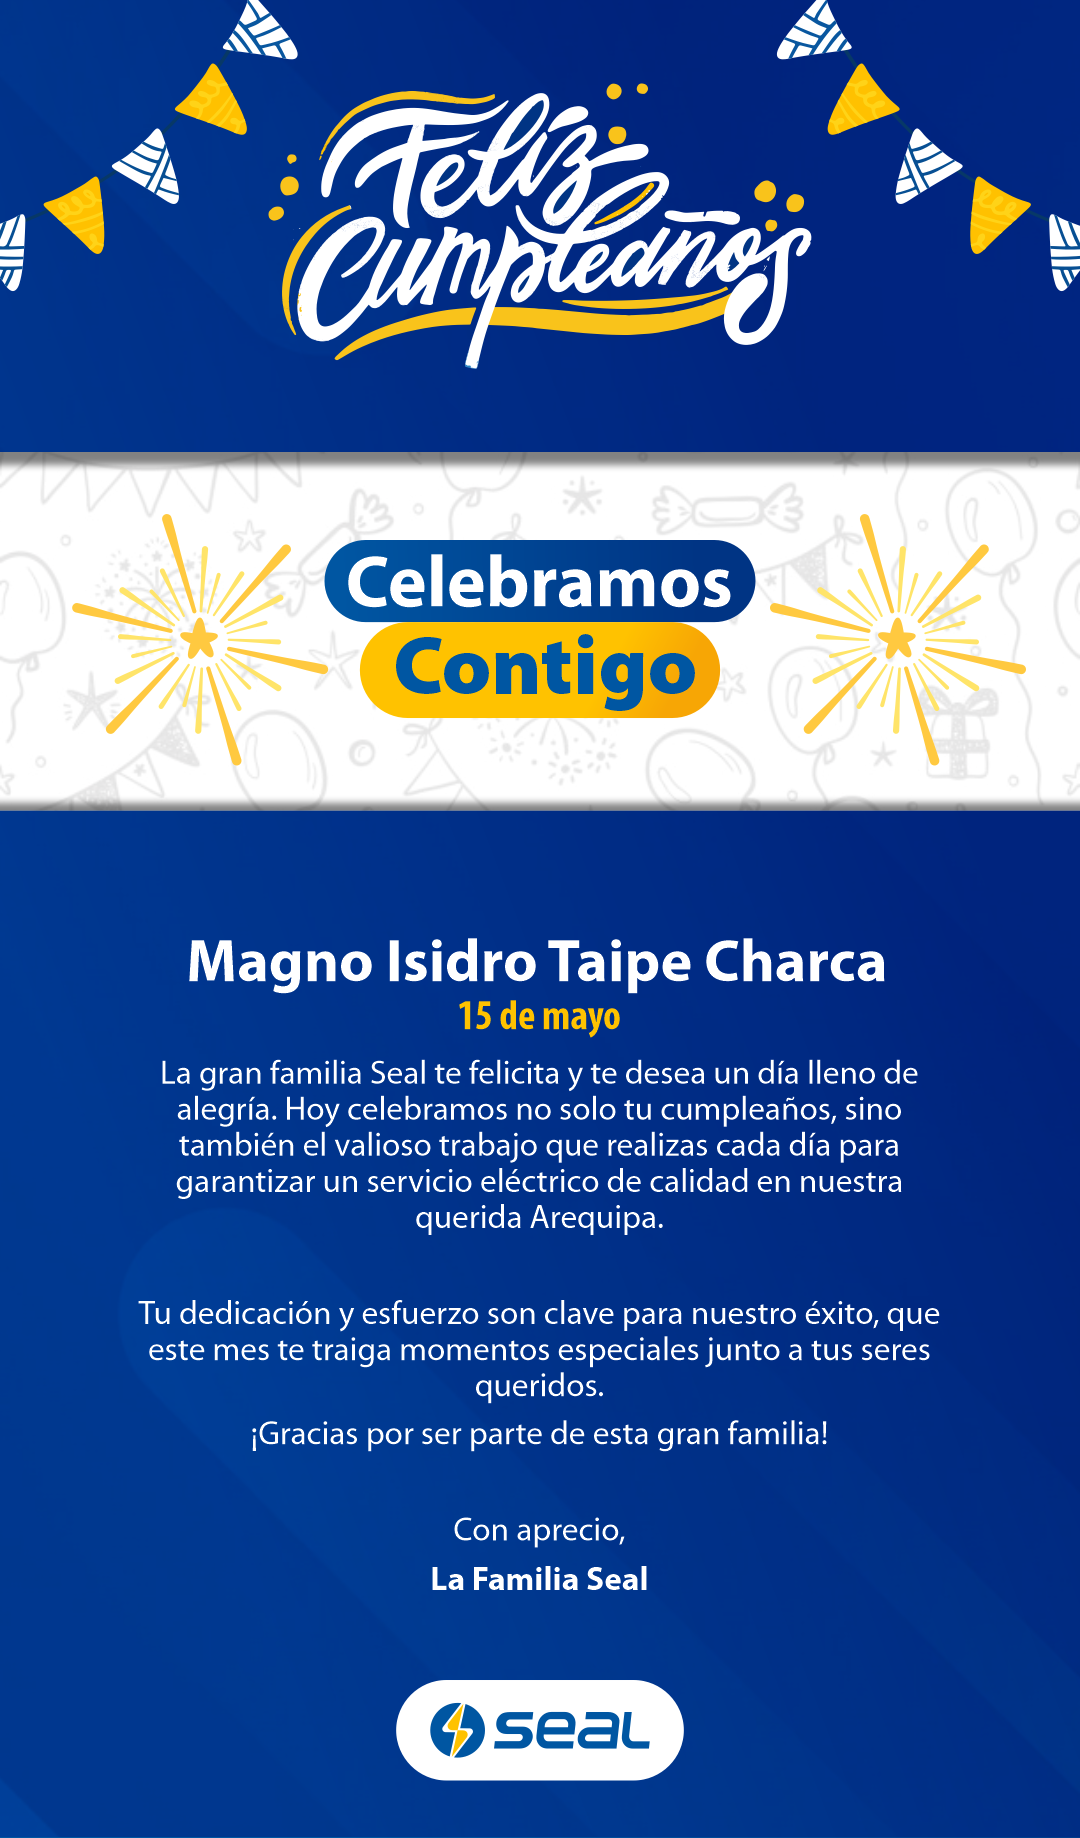 Feliz
Cumpleaños
Celebramos
Contigo
Magno Isidro Taipe Charca
15 de mayo
La gran familia Seal te felicita y te desea un día lleno de
alegría. Hoy celebramos no solo tu cumpleaños, sino
también el valioso trabajo que realizas cada día para
garantizar un servicio eléctrico de calidad en nuestra
querida Arequipa.
Tu dedicación y esfuerzo son clave para nuestro éxito, que
este mes te traiga momentos especiales junto a tus seres
queridos.
¡Gracias por ser parte de esta gran familia!
Con aprecio,
La Familia Seal
seal